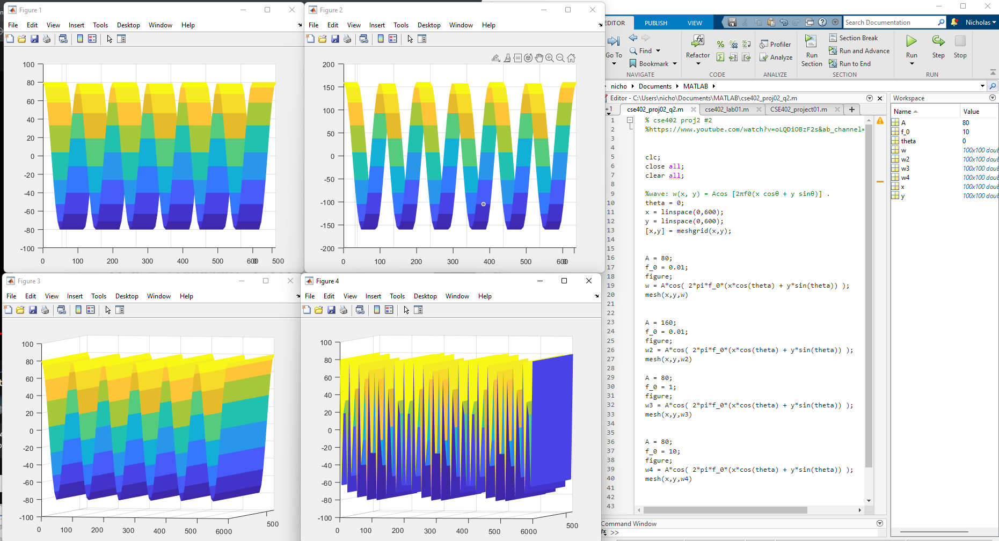 Figure 1
File Edit View Insert Tools Desktop Window Help
100
80
60
40
20
0
-20
-40
-60
-80
-100
0 100 200 300 400 500 600 0 500
Figure 2
File Edit View Insert Tools Desktop Window Help
200
150
100
50
0
-50
-100
-150
-200
0 100 200 300 400 500 600 0
Figure 3
File Edit View Insert Tools Desktop Window Help
100
80
60
40
20
0
-20
-40
-60
-80
-100
0 100 200 300 400 500 6000 500
Figure 4
File Edit View Insert Tools Desktop Window Help
100
80
60
40
20
0
-20
-40
-60
-80
-100
0 100 200 300 400 500 6000 500
EDITOR PUBLISH VIEW
Search Documentation
Nicholas
Go To
Find
Bookmark
NAVIGATE
Refactor
CODE
Profiler
Analyze
ANALYZE
Run Section
Section Break
Run and Advance
Run to End
SECTION
Run Step Stop
RUN
nicho Documents MATLAB
Editor - C:\Users\nicho\Documents\MATLAB\cse402_proj02_q2.m
+1 cse402_proj02_q2.m cse402_lab01.m CSE402_project01.m +
1 % cse402 proj2 #2
2 %https://www.youtube.com/watch?v=oLQDiOBzF2s&ab_channel=
3
4
5 clc;
6 close all;
7 clear all;
8
9 %wave: w(x, y) = Acos [2πf0(x cosθ + y sinθ)] .
10 theta = 0;
11 x = linspace(0,600);
12 y = linspace(0,600);
13 [x,y] = meshgrid(x,y);
14
15
16 A = 80;
17 f_0 = 0.01;
18 figure;
19 w = A*cos( 2*pi*f_0*(x*cos(theta) + y*sin(theta)) );
20 mesh(x,y,w)
21
22
23 A = 160;
24 f_0 = 0.01;
25 figure;
26 w2 = A*cos( 2*pi*f_0*(x*cos(theta) + y*sin(theta)) );
27 mesh(x,y,w2)
28
29 A = 80;
30 f_0 = 1;
31 figure;
32 w3 = A*cos( 2*pi*f_0*(x*cos(theta) + y*sin(theta)) );
33 mesh(x,y,w3)
34
35
36 A = 80;
37 f_0 = 10;
38 figure;
39 w4 = A*cos( 2*pi*f_0*(x*cos(theta) + y*sin(theta)) );
40 mesh(x,y,w4)
41
42
43
Command Window
fx >>
Workspace
Name Value
A 80
f_0 10
theta 0
w 100x100 doub
w2 100x100 doub
w3 100x100 doub
w4 100x100 doub
x 100x100 doub
y 100x100 doub